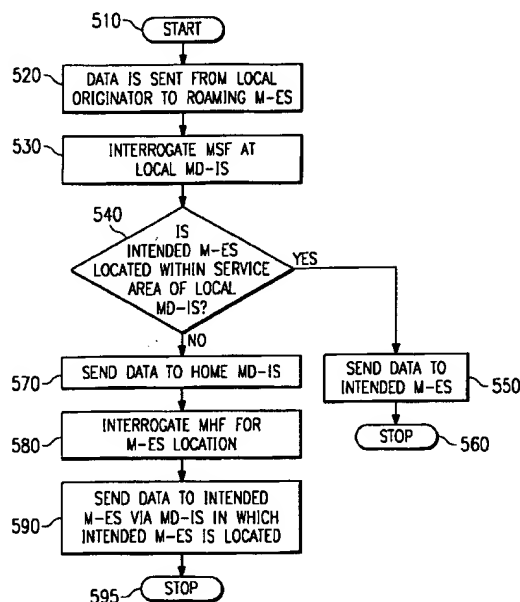 510
START
520
DATA IS SENT FROM LOCAL
ORIGINATOR TO ROAMING M-ES
530
INTERROGATE MSF AT
LOCAL MD-IS
540
IS
INTENDED M-ES
LOCATED WITHIN SERVICE
AREA OF LOCAL
MD-IS?
YES
NO
570
SEND DATA TO HOME MD-IS
SEND DATA TO
INTENDED M-ES
550
580
INTERROGATE MHF FOR
M-ES LOCATION
STOP
560
590
SEND DATA TO INTENDED
M-ES VIA MD-IS IN WHICH
INTENDED M-ES IS LOCATED
595
STOP